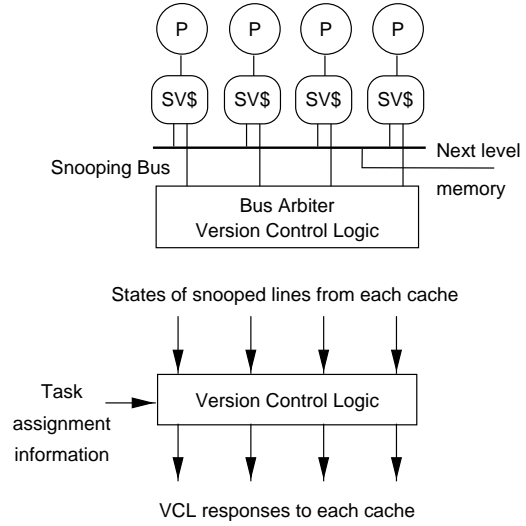 P P P P
SV$ SV$ SV$ SV$
Snooping Bus
Next level
memory
Bus Arbiter
Version Control Logic
States of snooped lines from each cache
Task
assignment
information
Version Control Logic
VCL responses to each cache